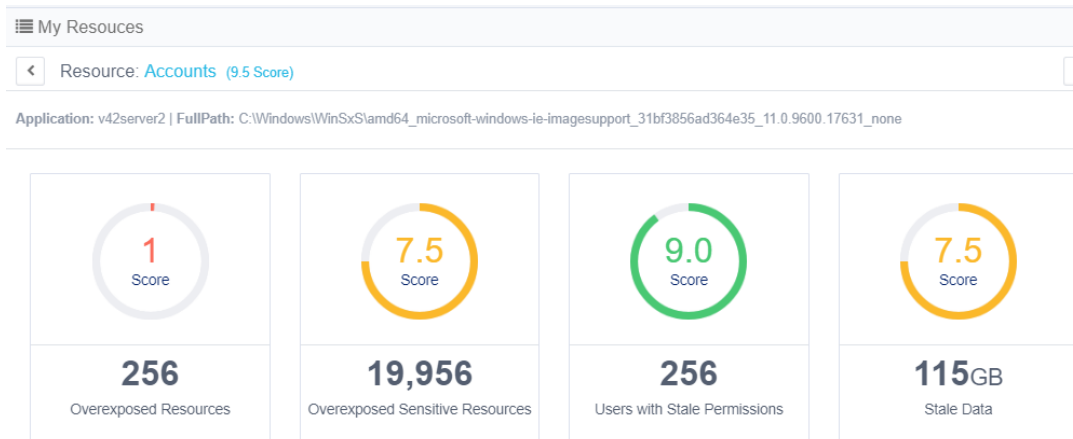 My Resouces
Resource: Accounts (9.5 Score)
Application: v42server2 | FullPath: C:\Windows\WinSxS\amd64_microsoft-windows-ie-imagesupport_31bf3856ad364e35_11.0.9600.17631_none
1
Score
256
Overexposed Resources
7.5
Score
19,956
Overexposed Sensitive Resources
9.0
Score
256
Users with Stale Permissions
7.5
Score
115GB
Stale Data